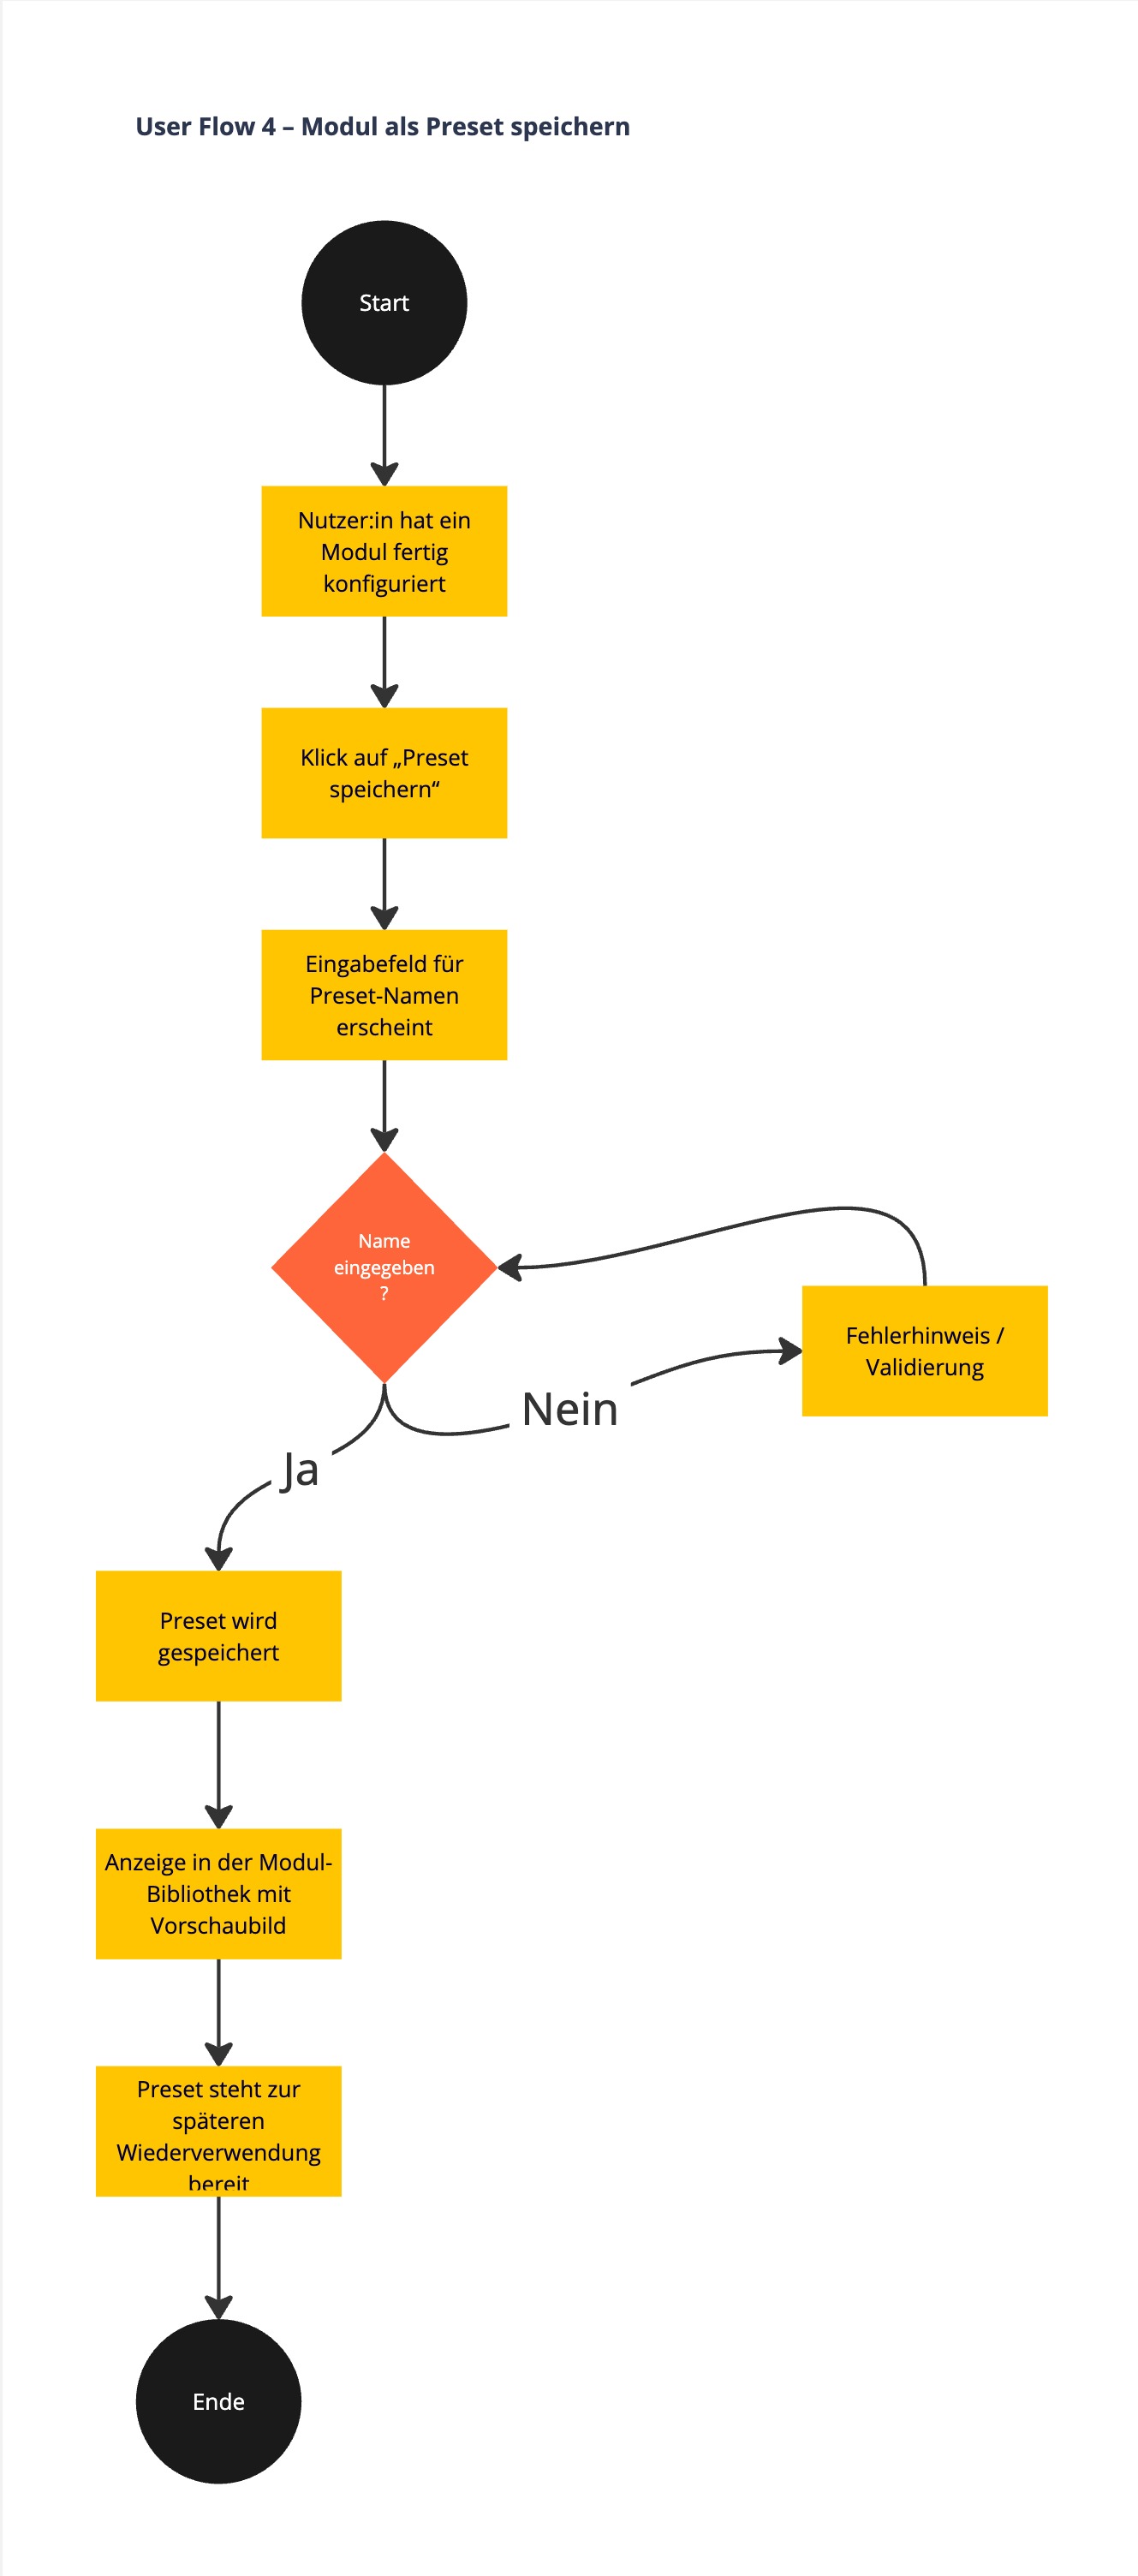 User Flow 4 – Modul als Preset speichern
Start
Nutzer:in hat ein
Modul fertig
konfiguriert
Klick auf „Preset
speichern“
Eingabefeld für
Preset-Namen
erscheint
Name
eingegeben
?
Fehlerhinweis /
Validierung
Nein
Ja
Preset wird
gespeichert
Anzeige in der Modul-
Bibliothek mit
Vorschaubild
Preset steht zur
späteren
Wiederverwendung
bereit
Ende